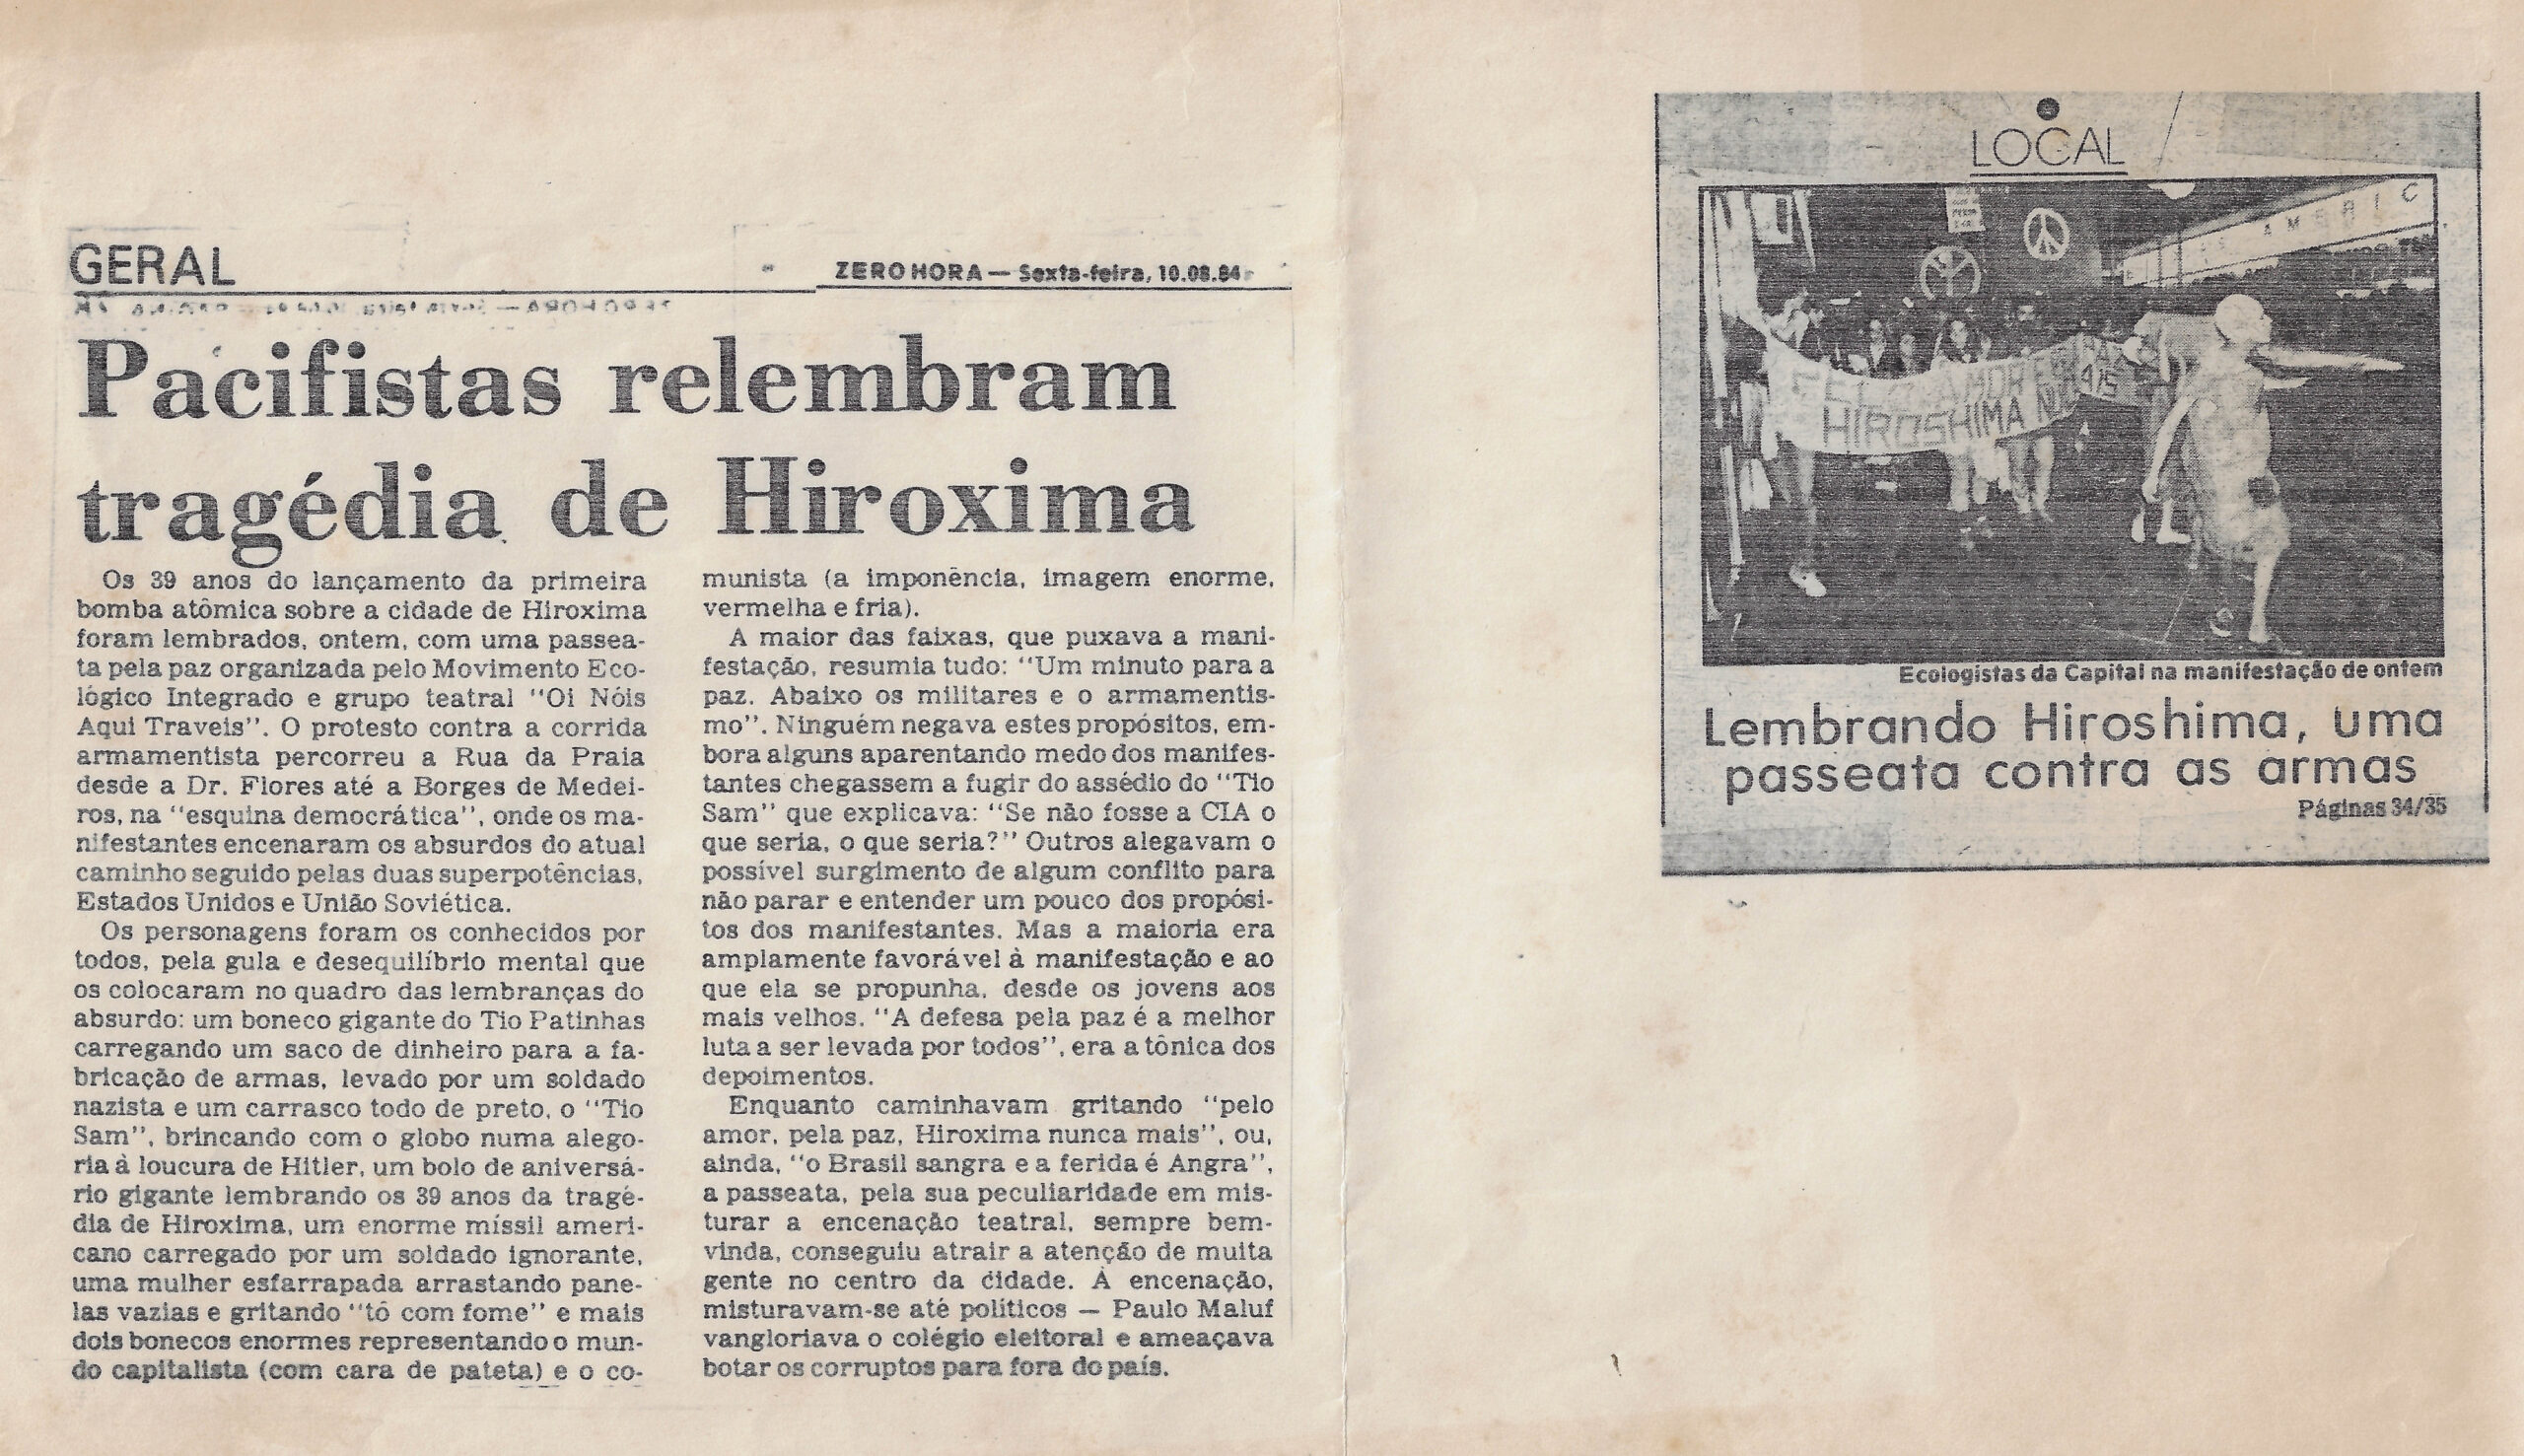 GERAL
ZERO HORA — Sexta-feira, 10.08.84
Pacifistas relembram
tragédia de Hiroxima
Os 39 anos do lançamento da primeira
bomba atômica sobre a cidade de Hiroxima
foram lembrados, ontem, com uma passea-
ta pela paz organizada pelo Movimento Eco-
lógico Integrado e grupo teatral "Oi Nóis
Aqui Traveis". O protesto contra a corrida
armamentista percorreu a Rua da Praia
desde a Dr. Flores até a Borges de Medei-
ros, na "esquina democrática", onde os ma-
nifestantes encenaram os absurdos do atual
caminho seguido pelas duas superpotências,
Estados Unidos e União Soviética.
Os personagens foram os conhecidos por
todos, pela gula e desequilíbrio mental que
os colocaram no quadro das lembranças do
absurdo: um boneco gigante do Tio Patinhas
carregando um saco de dinheiro para a fa-
bricação de armas, levado por um soldado
nazista e um carrasco todo de preto, o "Tio
Sam", brincando com o globo numa alego-
ria à loucura de Hitler, um bolo de aniversá-
rio gigante lembrando os 39 anos da tragé-
dia de Hiroxima, um enorme míssil ameri-
cano carregado por um soldado ignorante,
uma mulher esfarrapada arrastando pane-
las vazias e gritando "tô com fome" e mais
dois bonecos enormes representando o mun-
do capitalista (com cara de pateta) e o co-
munista (a imponência, imagem enorme,
vermelha e fria).
A maior das faixas, que puxava a mani-
festação, resumia tudo: "Um minuto para a
paz. Abaixo os militares e o armamentis-
mo". Ninguém negava estes propósitos, em-
bora alguns aparentando medo dos manifes-
tantes chegassem a fugir do assédio do "Tio
Sam" que explicava: "Se não fosse a CIA o
que seria, o que seria?" Outros alegavam o
possível surgimento de algum conflito para
não parar e entender um pouco dos propósi-
tos dos manifestantes. Mas a maioria era
amplamente favorável à manifestação e ao
que ela se propunha, desde os jovens aos
mais velhos. "A defesa pela paz é a melhor
luta a ser levada por todos", era a tônica dos
depoimentos.
Enquanto caminhavam gritando "pelo
amor, pela paz, Hiroxima nunca mais", ou,
ainda, "o Brasil sangra e a ferida é Angra",
a passeata, pela sua peculiaridade em mis-
turar a encenação teatral, sempre bem-
vinda, conseguiu atrair a atenção de muita
gente no centro da cidade. À encenação,
misturavam-se até políticos — Paulo Maluf
vangloriava o colégio eleitoral e ameaçava
botar os corruptos para fora do país.
LOCAL
AMERIC
AMOR
HIROSHIMA
Ecologistas da Capital na manifestação de ontem
Lembrando Hiroshima, uma
passeata contra as armas
Páginas 34/35